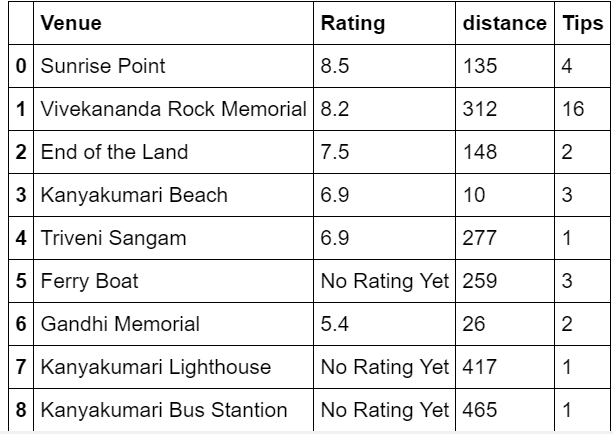 Venue Rating distance Tips
0 Sunrise Point 8.5 135 4
1 Vivekananda Rock Memorial 8.2 312 16
2 End of the Land 7.5 148 2
3 Kanyakumari Beach 6.9 10 3
4 Triveni Sangam 6.9 277 1
5 Ferry Boat No Rating Yet 259 3
6 Gandhi Memorial 5.4 26 2
7 Kanyakumari Lighthouse No Rating Yet 417 1
8 Kanyakumari Bus Stantion No Rating Yet 465 1